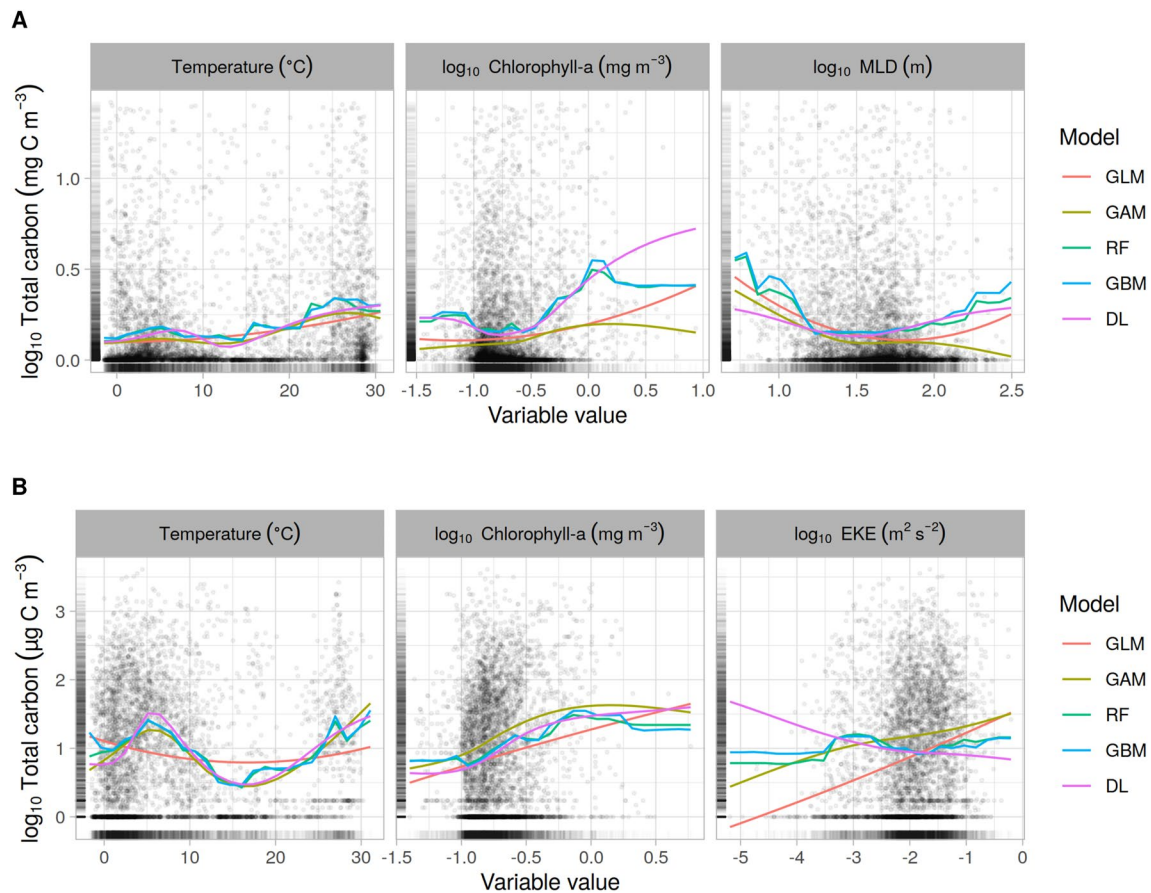 A
Temperature (°C)
log₁₀ Chlorophyll-a (mg m⁻³)
log₁₀ MLD (m)
log₁₀ Total carbon (mg C m⁻³)
1.0
0.5
0.0
0 10 20 30
-1.5 -1.0 -0.5 0.0 0.5 1.0
1.0 1.5 2.0 2.5
Variable value
Model
GLM
GAM
RF
GBM
DL
B
Temperature (°C)
log₁₀ Chlorophyll-a (mg m⁻³)
log₁₀ EKE (m² s⁻²)
log₁₀ Total carbon (µg C m⁻³)
3
2
1
0
0 10 20 30
-1.5 -1.0 -0.5 0.0 0.5
-5 -4 -3 -2 -1 0
Variable value
Model
GLM
GAM
RF
GBM
DL